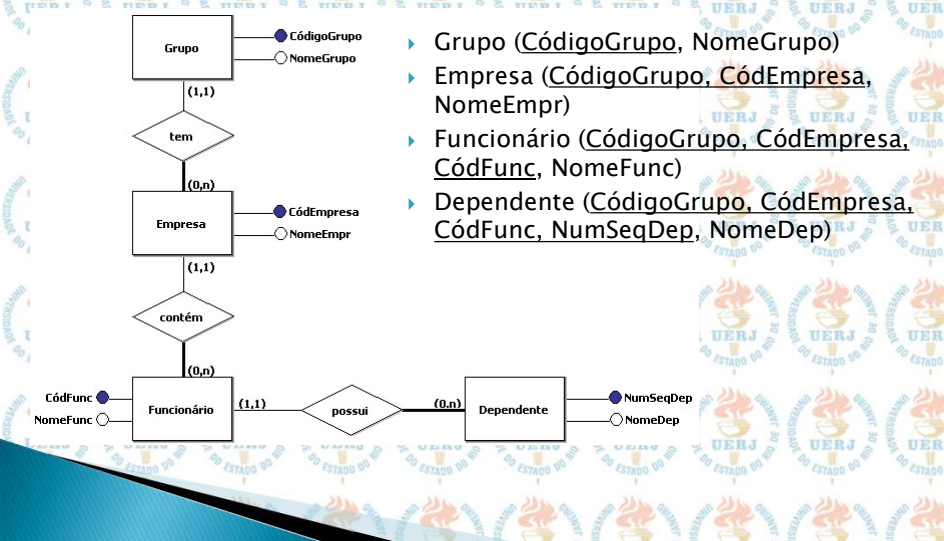 Grupo
CódigoGrupo
NomeGrupo
(1,1)
tem
(0,n)
Empresa
CódEmpresa
NomeEmpr
(1,1)
contém
(0,n)
CódFunc
NomeFunc
Funcionário
(1,1)
possui
(0,n)
Dependente
NumSeqDep
NomeDep
Grupo (CódigoGrupo, NomeGrupo)
Empresa (CódigoGrupo, CódEmpresa,
NomeEmpr)
Funcionário (CódigoGrupo, CódEmpresa,
CódFunc, NomeFunc)
Dependente (CódigoGrupo, CódEmpresa,
CódFunc, NumSeqDep, NomeDep)
UERJ